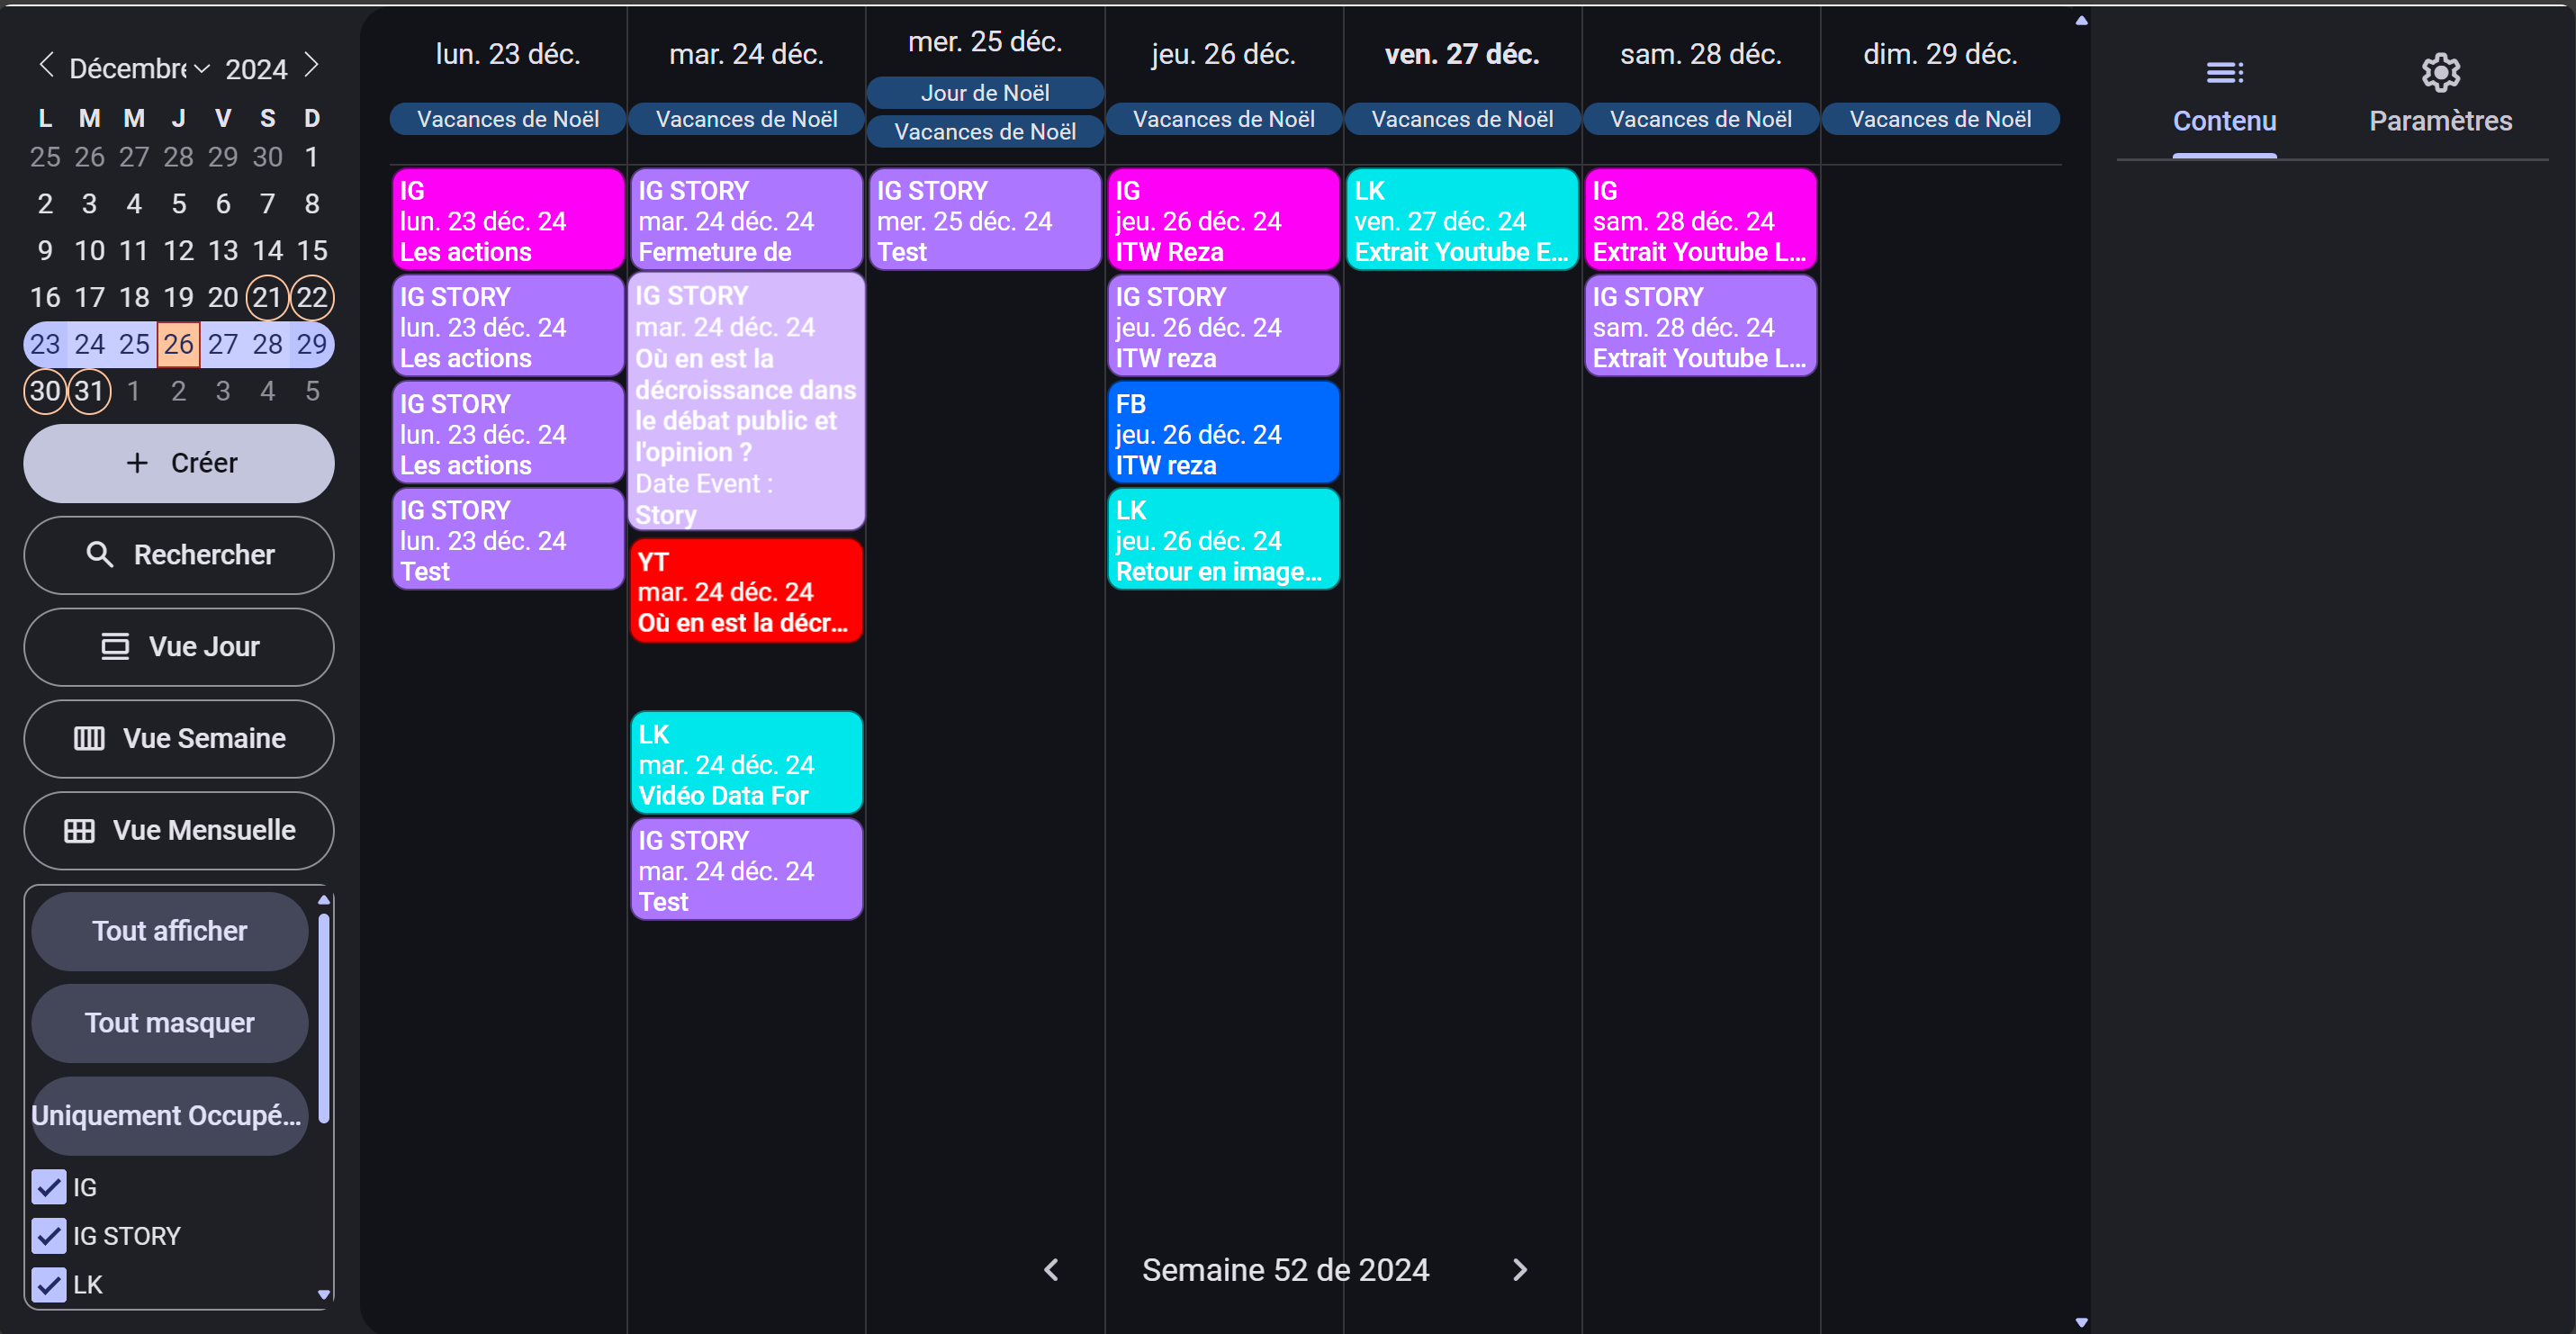 Décembre 2024
L M M J V S D
25 26 27 28 29 30 1
2 3 4 5 6 7 8
9 10 11 12 13 14 15
16 17 18 19 20 21 22
23 24 25 26 27 28 29
30 31 1 2 3 4 5
+ Créer
Rechercher
Vue Jour
Vue Semaine
Vue Mensuelle
Tout afficher
Tout masquer
Uniquement Occupé...
IG
IG STORY
LK
lun. 23 déc.
Vacances de Noël
IG
lun. 23 déc. 24
Les actions
IG STORY
lun. 23 déc. 24
Les actions
IG STORY
lun. 23 déc. 24
Les actions
IG STORY
lun. 23 déc. 24
Test
mar. 24 déc.
Vacances de Noël
IG STORY
mar. 24 déc. 24
Fermeture de
IG STORY
mar. 24 déc. 24
Où en est la
décroissance dans
le débat public et
l'opinion ?
Date Event :
Story
YT
mar. 24 déc. 24
Où en est la décr...
LK
mar. 24 déc. 24
Vidéo Data For
IG STORY
mar. 24 déc. 24
Test
mer. 25 déc.
Jour de Noël
Vacances de Noël
IG STORY
mer. 25 déc. 24
Test
jeu. 26 déc.
Vacances de Noël
IG
jeu. 26 déc. 24
ITW Reza
IG STORY
jeu. 26 déc. 24
ITW reza
FB
jeu. 26 déc. 24
ITW reza
LK
jeu. 26 déc. 24
Retour en image...
ven. 27 déc.
Vacances de Noël
LK
ven. 27 déc. 24
Extrait Youtube E...
sam. 28 déc.
Vacances de Noël
IG
sam. 28 déc. 24
Extrait Youtube L...
IG STORY
sam. 28 déc. 24
Extrait Youtube L...
dim. 29 déc.
Vacances de Noël
Semaine 52 de 2024
Contenu
Paramètres